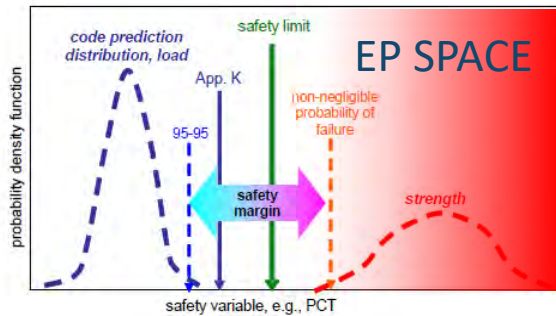 code prediction
distribution, load
safety limit
EP SPACE
App. K
non-negligible
probability of
failure
95-95
safety
margin
strength
probability density function
safety variable, e.g., PCT